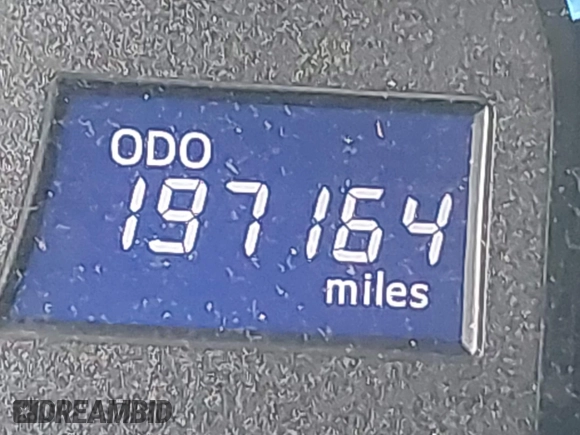 ODO
197164
miles
DREAMBID